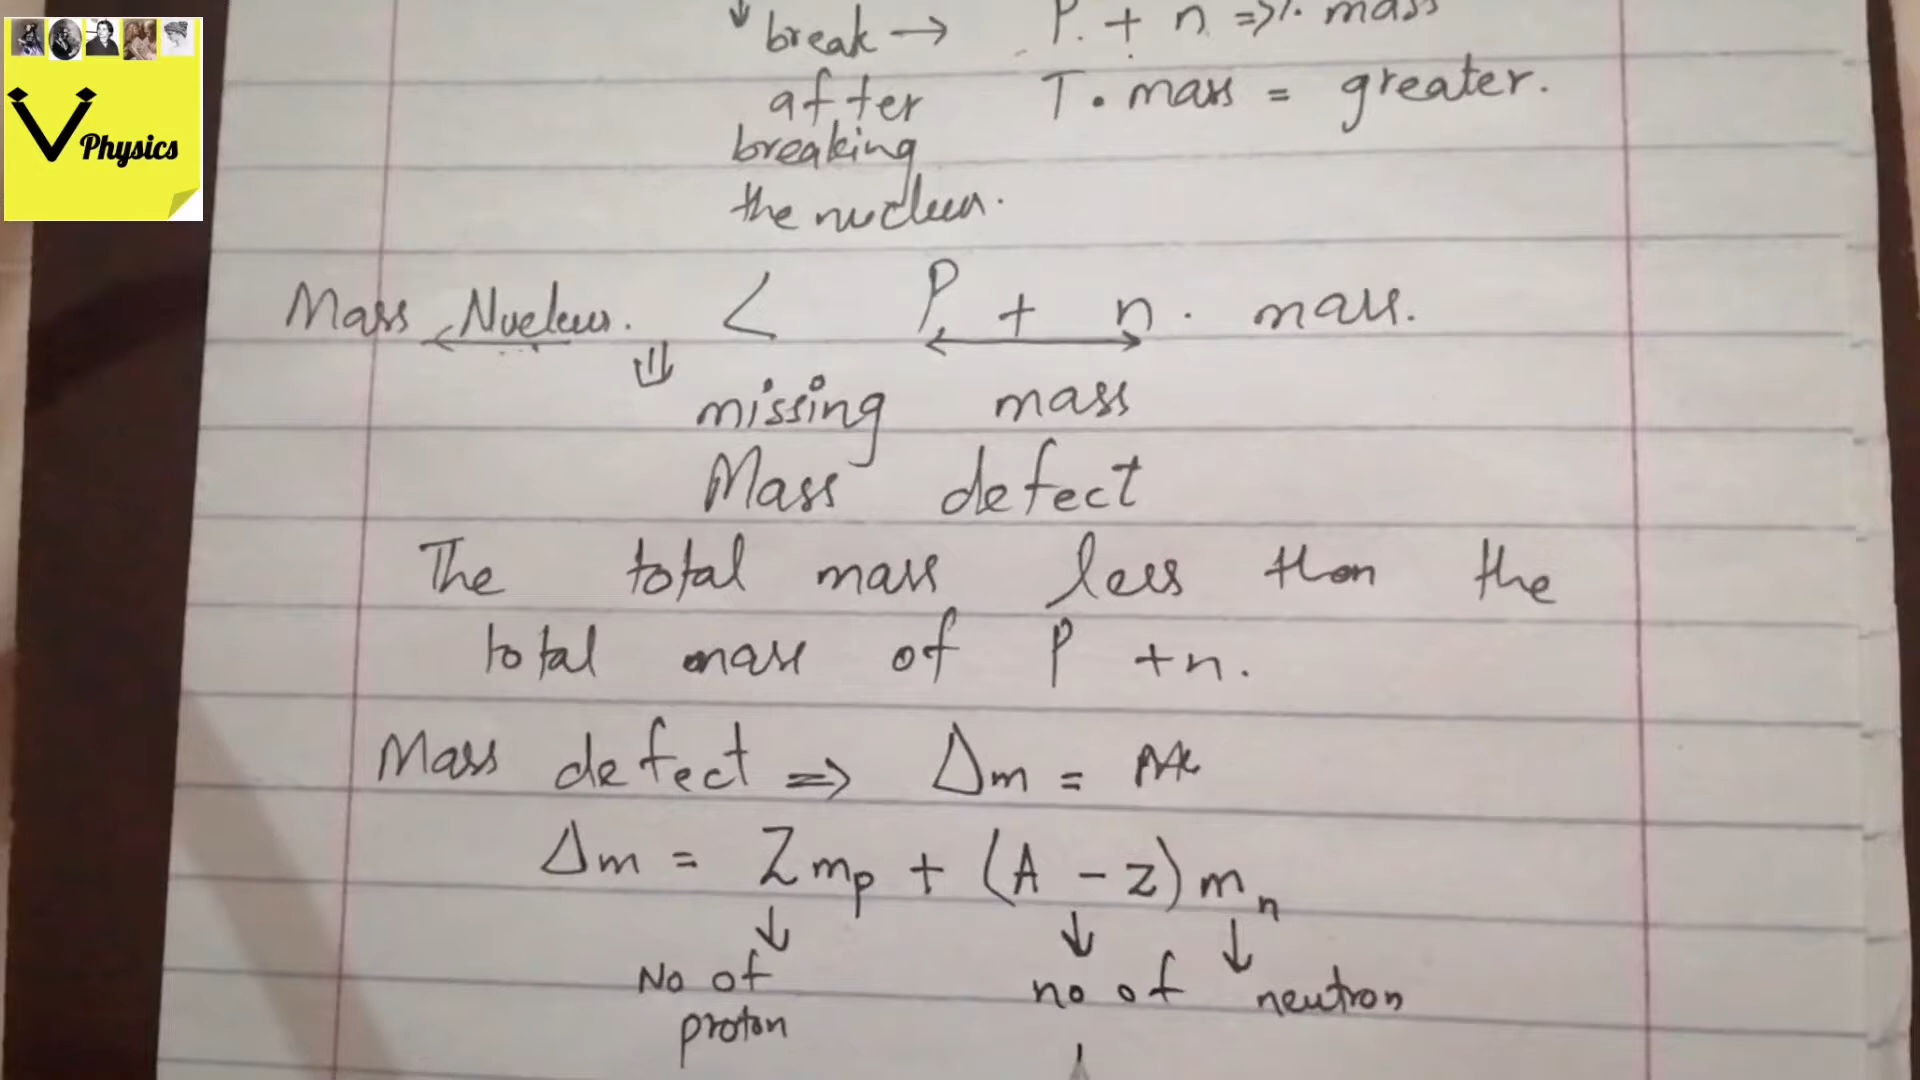 V Physics
break → P. + n => mass
after T. mass = greater.
breaking
the nucleus.
Mass Nucleus. < P + n. mass.
missing mass
Mass defect
The total mass less than the
total mass of P + n.
Mass defect => Δm =
Δm = Zmp + (A - z) mn
No of no of neutron
proton